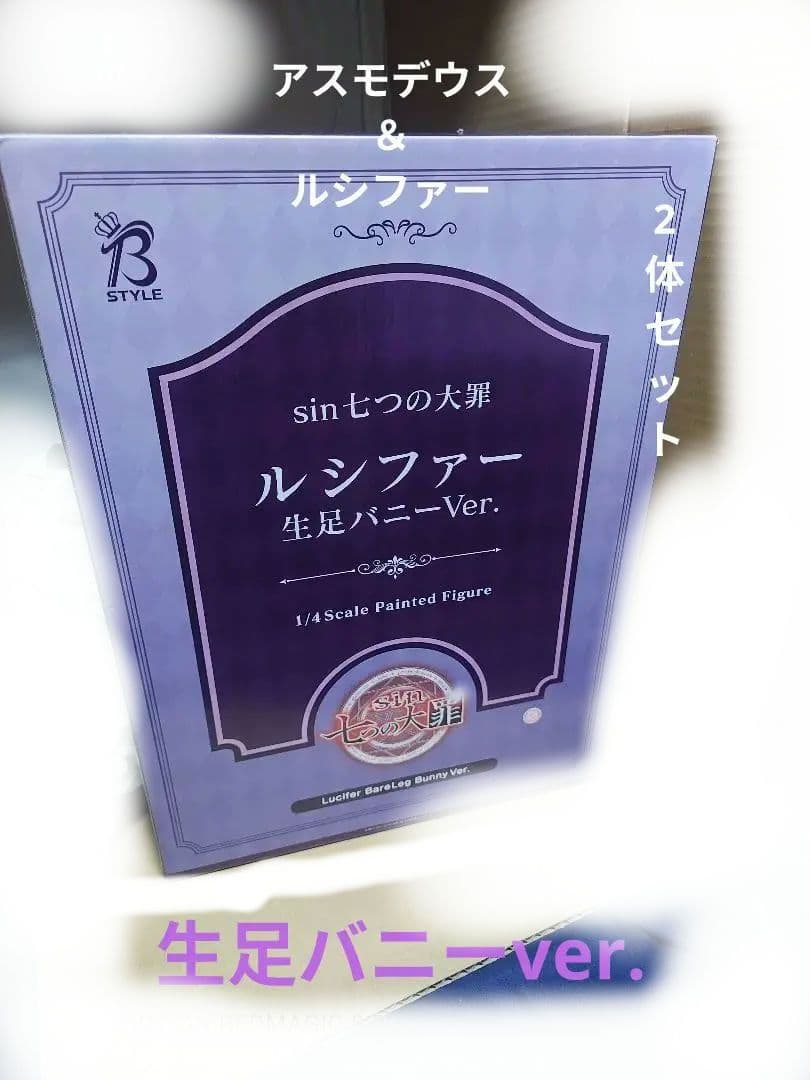 アスモデウス
&
ルシファー
2体セット
B
STYLE
sin七つの大罪
ルシファー
生足バニーVer.
1/4 Scale Painted Figure
sin
七つの大罪
Lucifer BareLeg Bunny Ver.
生足バニーver.